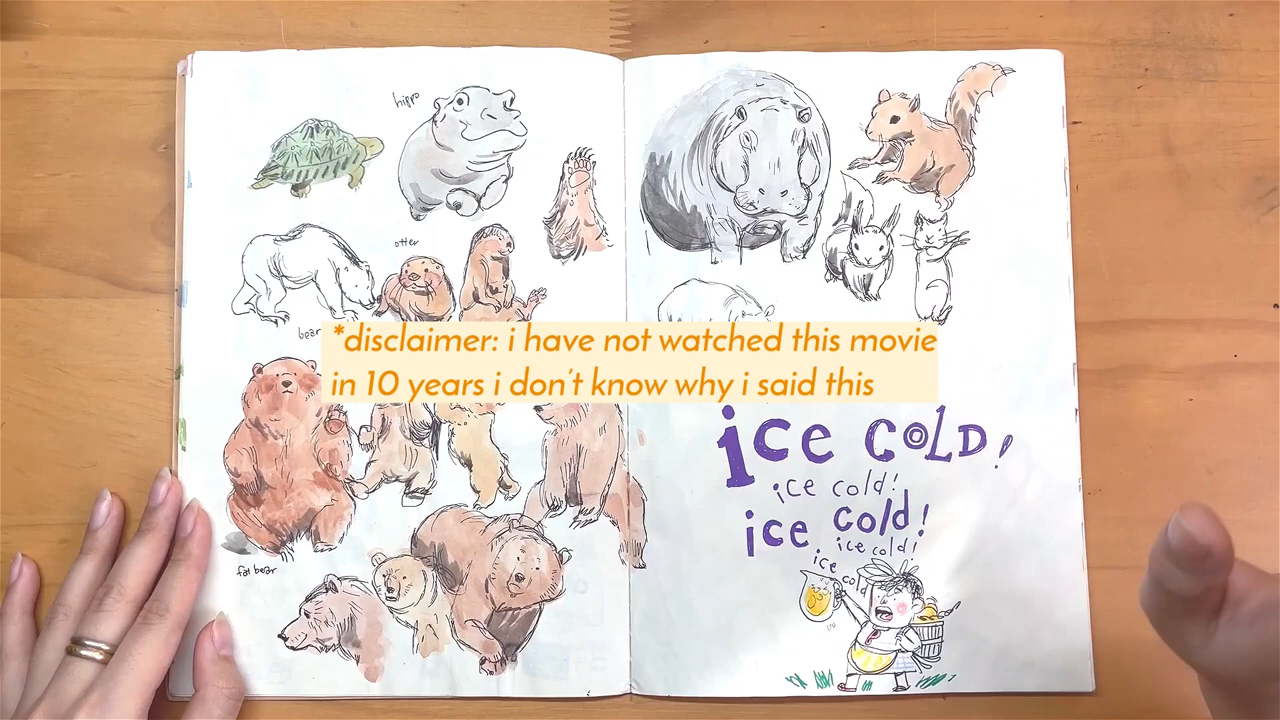 hippo
otter
bear
*disclaimer: i have not watched this movie
in 10 years i don't know why i said this
fat bear
ice COLD!
ice cold!
ice cold!
ice cold!
ice cold